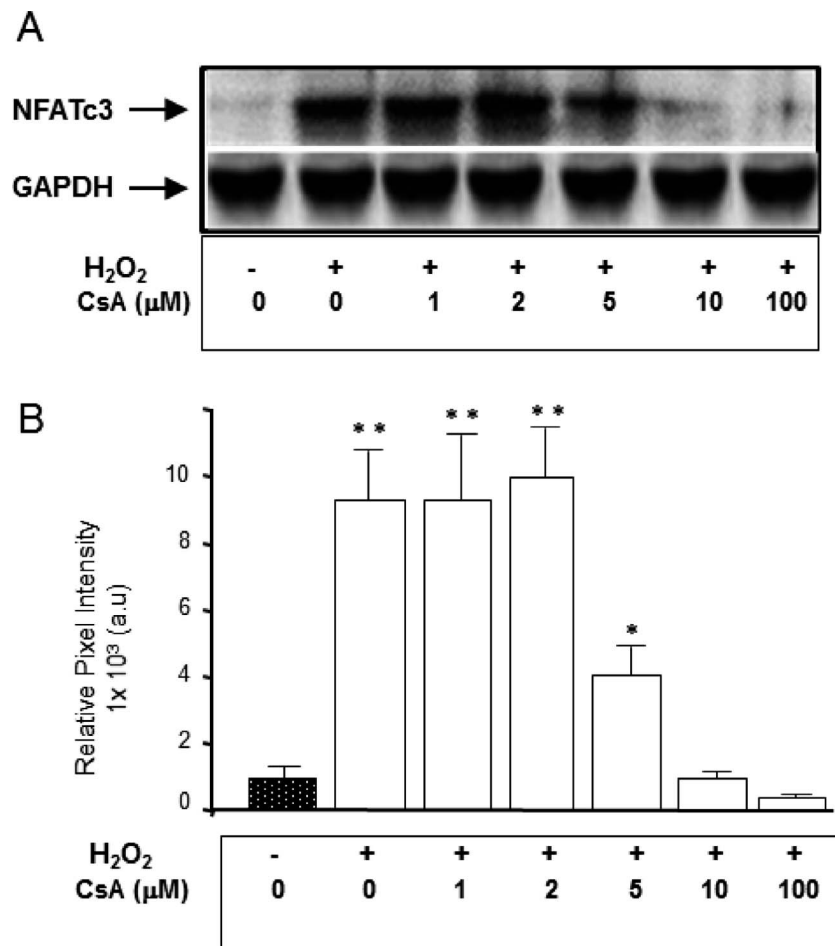 A
NFATc3
GAPDH
H₂O₂ - + + + + + +
CsA (μM) 0 0 1 2 5 10 100
B
Relative Pixel Intensity
1x 10³ (a.u)
10
8
6
4
2
0
** ** ** *
H₂O₂ - + + + + + +
CsA (μM) 0 0 1 2 5 10 100